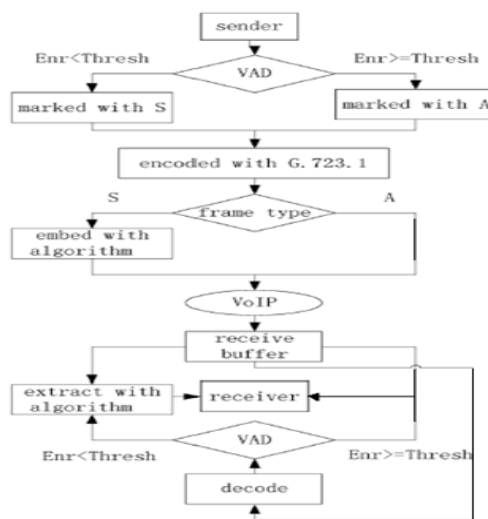 sender
Enr<Thresh
Enr>=Thresh
VAD
marked with S
marked with A
encoded with G.723.1
S
A
frame type
embed with
algorithm
VoIP
receive
buffer
extract with
algorithm
receiver
VAD
Enr<Thresh
Enr>=Thresh
decode